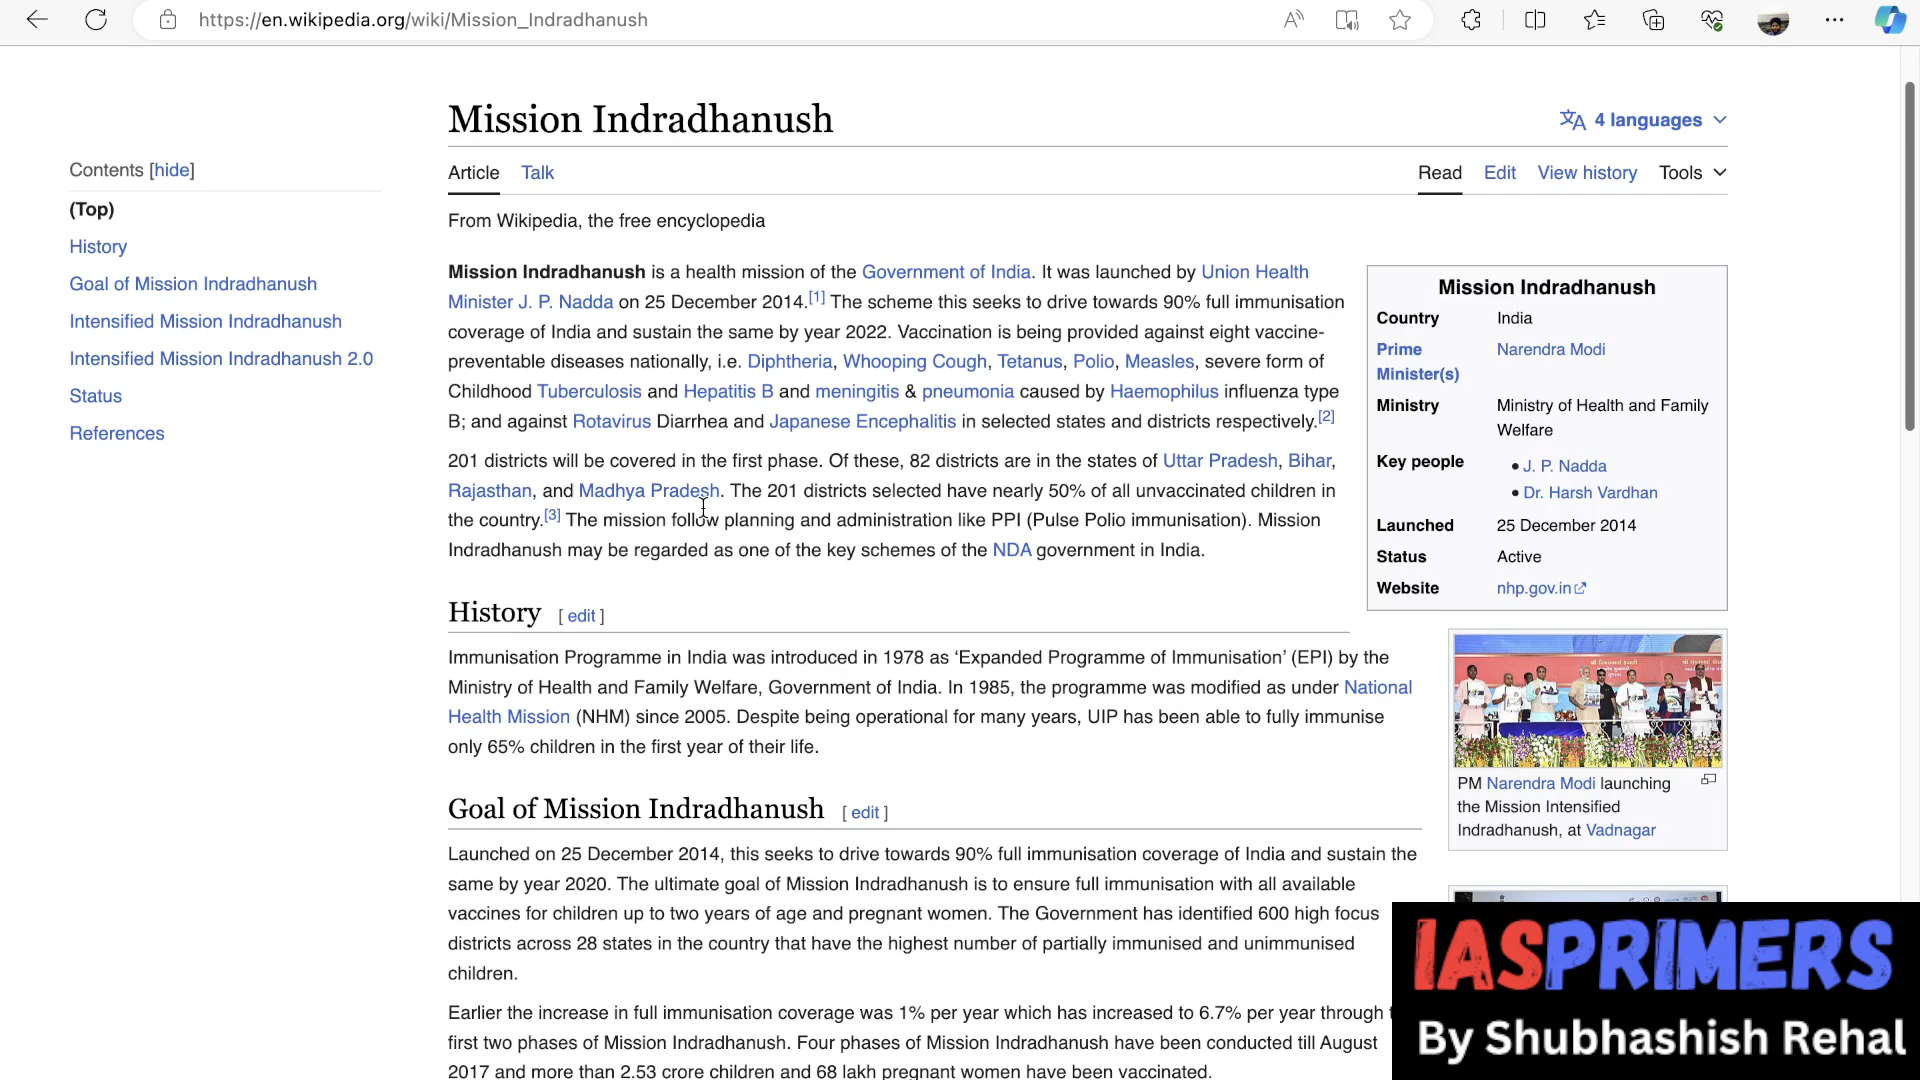 https://en.wikipedia.org/wiki/Mission_Indradhanush
Mission Indradhanush
4 languages
Contents [hide]
(Top)
History
Goal of Mission Indradhanush
Intensified Mission Indradhanush
Intensified Mission Indradhanush 2.0
Status
References
Article Talk
Read Edit View history Tools
From Wikipedia, the free encyclopedia
Mission Indradhanush is a health mission of the Government of India. It was launched by Union Health
Minister J. P. Nadda on 25 December 2014.[1] The scheme this seeks to drive towards 90% full immunisation
coverage of India and sustain the same by year 2022. Vaccination is being provided against eight vaccine-
preventable diseases nationally, i.e. Diphtheria, Whooping Cough, Tetanus, Polio, Measles, severe form of
Childhood Tuberculosis and Hepatitis B and meningitis & pneumonia caused by Haemophilus influenza type
B; and against Rotavirus Diarrhea and Japanese Encephalitis in selected states and districts respectively.[2]
201 districts will be covered in the first phase. Of these, 82 districts are in the states of Uttar Pradesh, Bihar,
Rajasthan, and Madhya Pradesh. The 201 districts selected have nearly 50% of all unvaccinated children in
the country.[3] The mission follow planning and administration like PPI (Pulse Polio immunisation). Mission
Indradhanush may be regarded as one of the key schemes of the NDA government in India.
Mission Indradhanush
Country India
Prime Narendra Modi
Minister(s)
Ministry Ministry of Health and Family
Welfare
Key people • J. P. Nadda
• Dr. Harsh Vardhan
Launched 25 December 2014
Status Active
Website nhp.gov.in
History [ edit ]
Immunisation Programme in India was introduced in 1978 as ‘Expanded Programme of Immunisation’ (EPI) by the
Ministry of Health and Family Welfare, Government of India. In 1985, the programme was modified as under National
Health Mission (NHM) since 2005. Despite being operational for many years, UIP has been able to fully immunise
only 65% children in the first year of their life.
PM Narendra Modi launching
the Mission Intensified
Indradhanush, at Vadnagar
Goal of Mission Indradhanush [ edit ]
Launched on 25 December 2014, this seeks to drive towards 90% full immunisation coverage of India and sustain the
same by year 2020. The ultimate goal of Mission Indradhanush is to ensure full immunisation with all available
vaccines for children up to two years of age and pregnant women. The Government has identified 600 high focus
districts across 28 states in the country that have the highest number of partially immunised and unimmunised
children.
Earlier the increase in full immunisation coverage was 1% per year which has increased to 6.7% per year through
first two phases of Mission Indradhanush. Four phases of Mission Indradhanush have been conducted till August
2017 and more than 2.53 crore children and 68 lakh pregnant women have been vaccinated.
IASPRIMERS
By Shubhashish Rehal